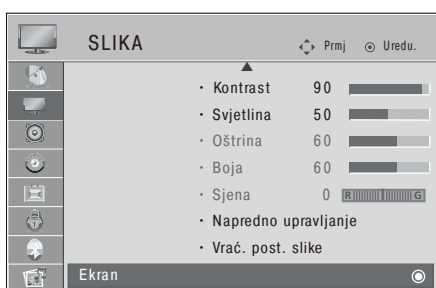 SLIKA Prmj Uredu.
· Kontrast 90
· Svjetlina 50
· Oštrina 60
· Boja 60
· Sjena 0 R G
· Napredno upravljanje
· Vrać. post. slike
Ekran